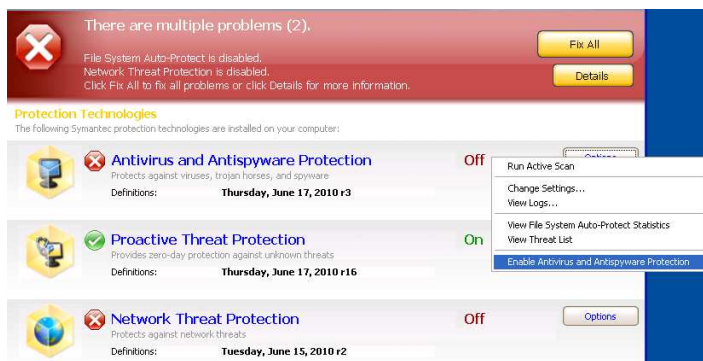 There are multiple problems (2).
File System Auto-Protect is disabled.
Network Threat Protection is disabled.
Click Fix All to fix all problems or click Details for more information.
Fix All
Details
Protection Technologies
The following Symantec protection technologies are installed on your computer:
Antivirus and Antispyware Protection
Off
Options
Protects against viruses, trojan horses, and spyware
Definitions: Thursday, June 17, 2010 r3
Run Active Scan
Change Settings...
View Logs...
View File System Auto-Protect Statistics
View Threat List
Enable Antivirus and Antispyware Protection
Proactive Threat Protection
On
Provides zero-day protection against unknown threats
Definitions: Thursday, June 17, 2010 r16
Network Threat Protection
Off
Options
Protects against network threats
Definitions: Tuesday, June 15, 2010 r2